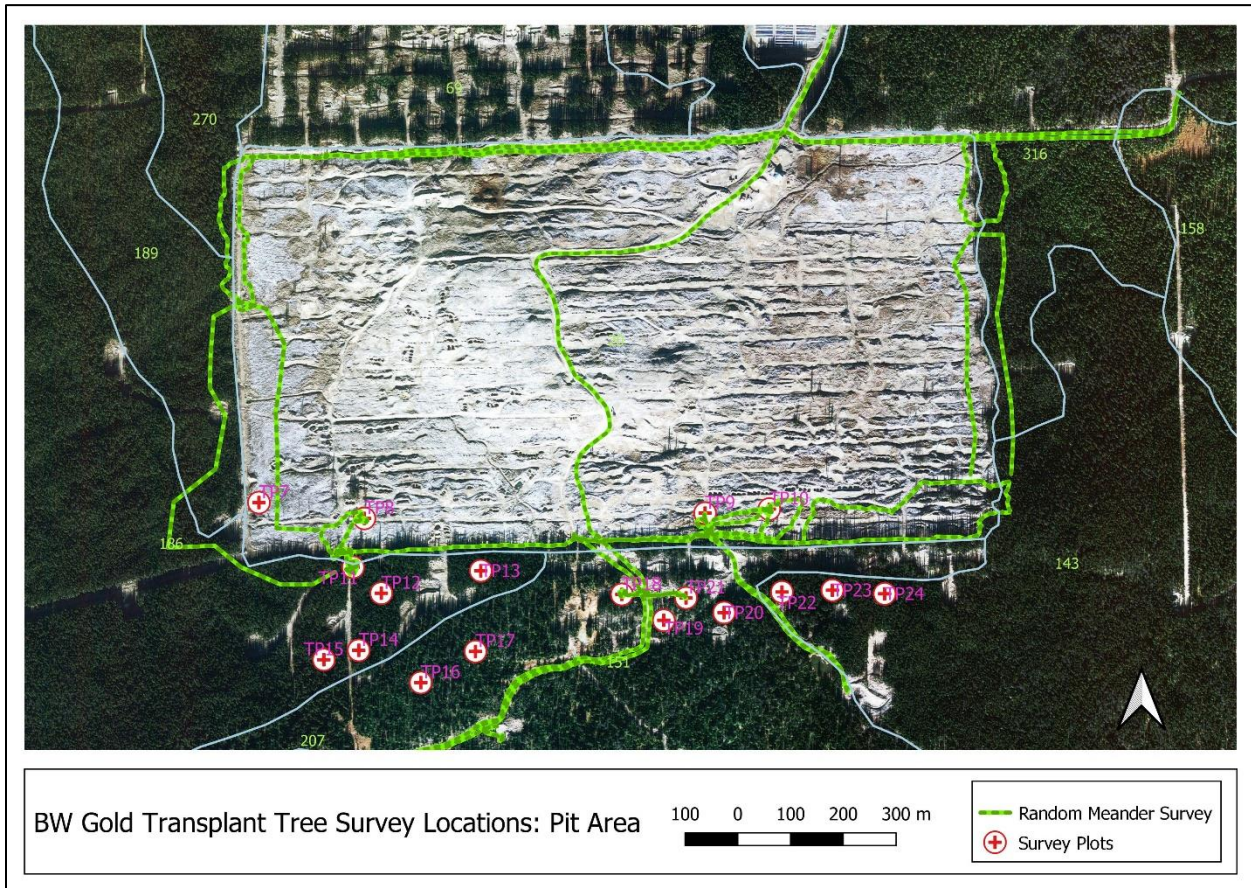 69
270
316
158
189
TP7
TP8
TP9
TP10
186
TP11
TP12
TP13
143
TP18
TP21
TP22
TP23
TP24
TP20
TP19
TP14
TP15
TP17
151
TP16
207
BW Gold Transplant Tree Survey Locations: Pit Area
100 0 100 200 300 m
Random Meander Survey
Survey Plots